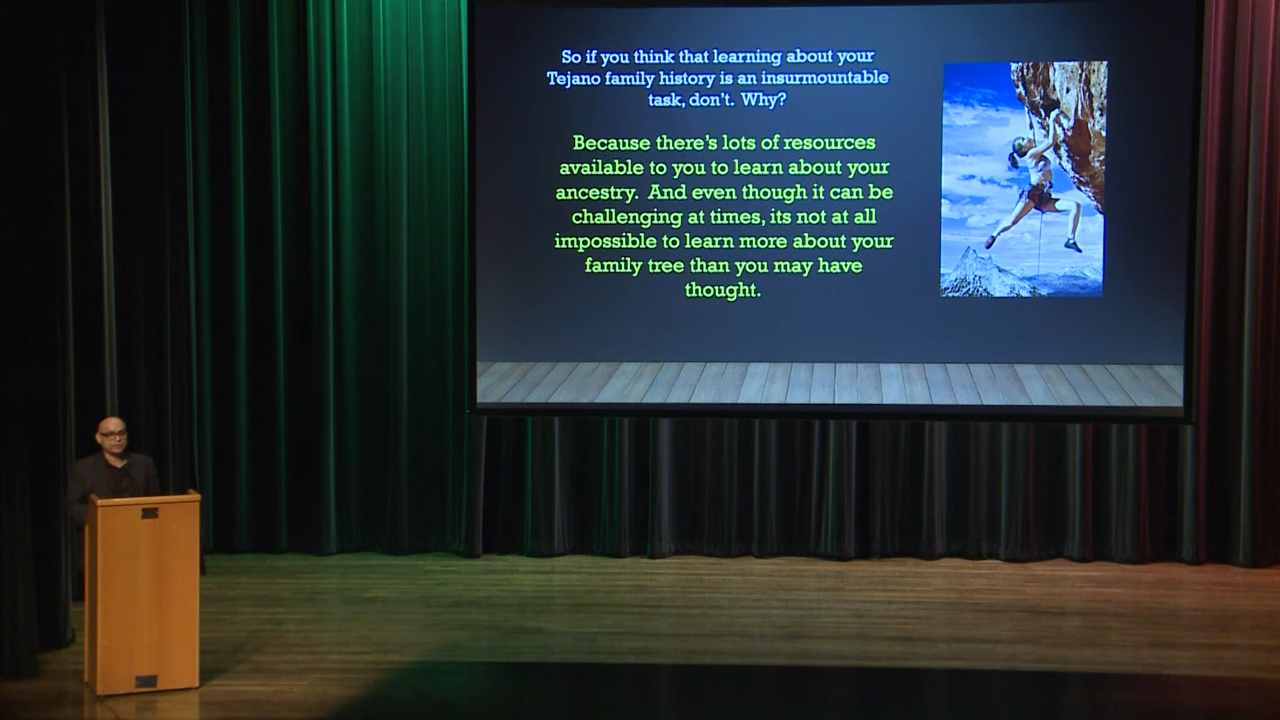 So if you think that learning about your
Tejano family history is an insurmountable
task, don't. Why?
Because there's lots of resources
available to you to learn about your
ancestry. And even though it can be
challenging at times, its not at all
impossible to learn more about your
family tree than you may have
thought.